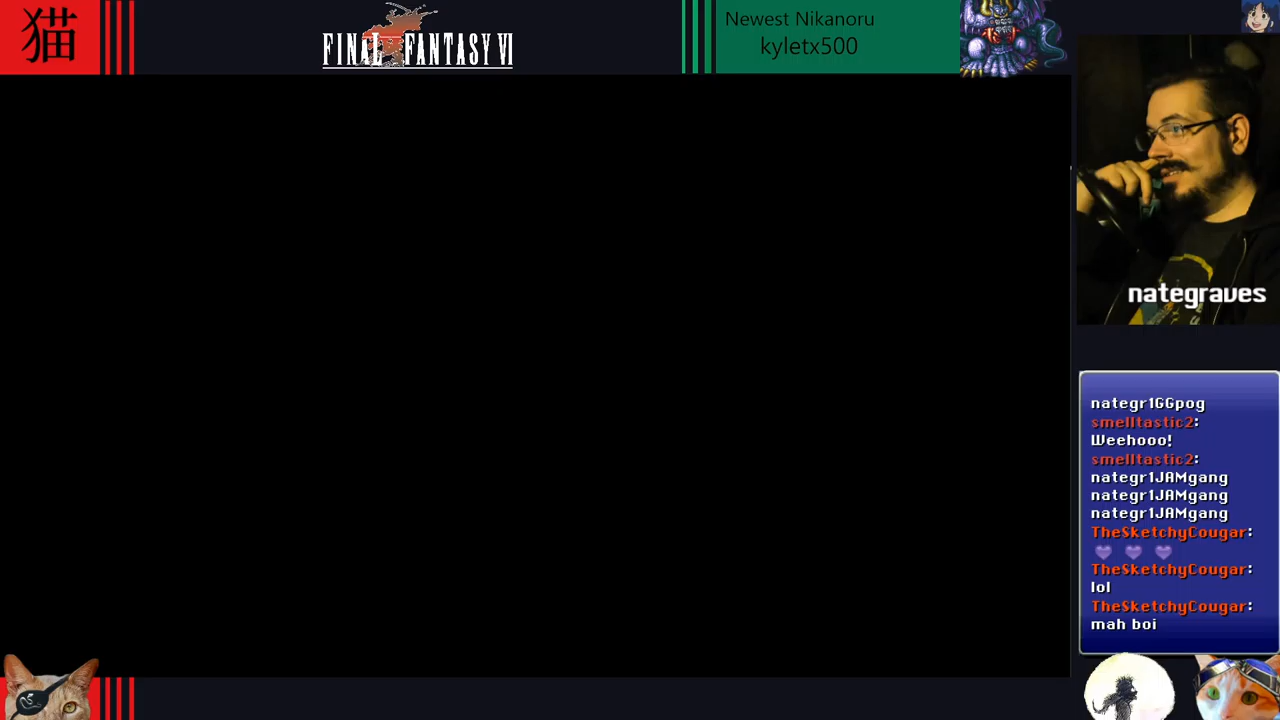 猫
FINAL FANTASY VI
Newest Nikanoru
kyletx500
nategraves
nategr1GGpog
smelltastic2:
Weehooo!
smelltastic2:
nategr1JAMgang
nategr1JAMgang
nategr1JAMgang
TheSketchyCougar:
TheSketchyCougar:
lol
TheSketchyCougar:
mah boi